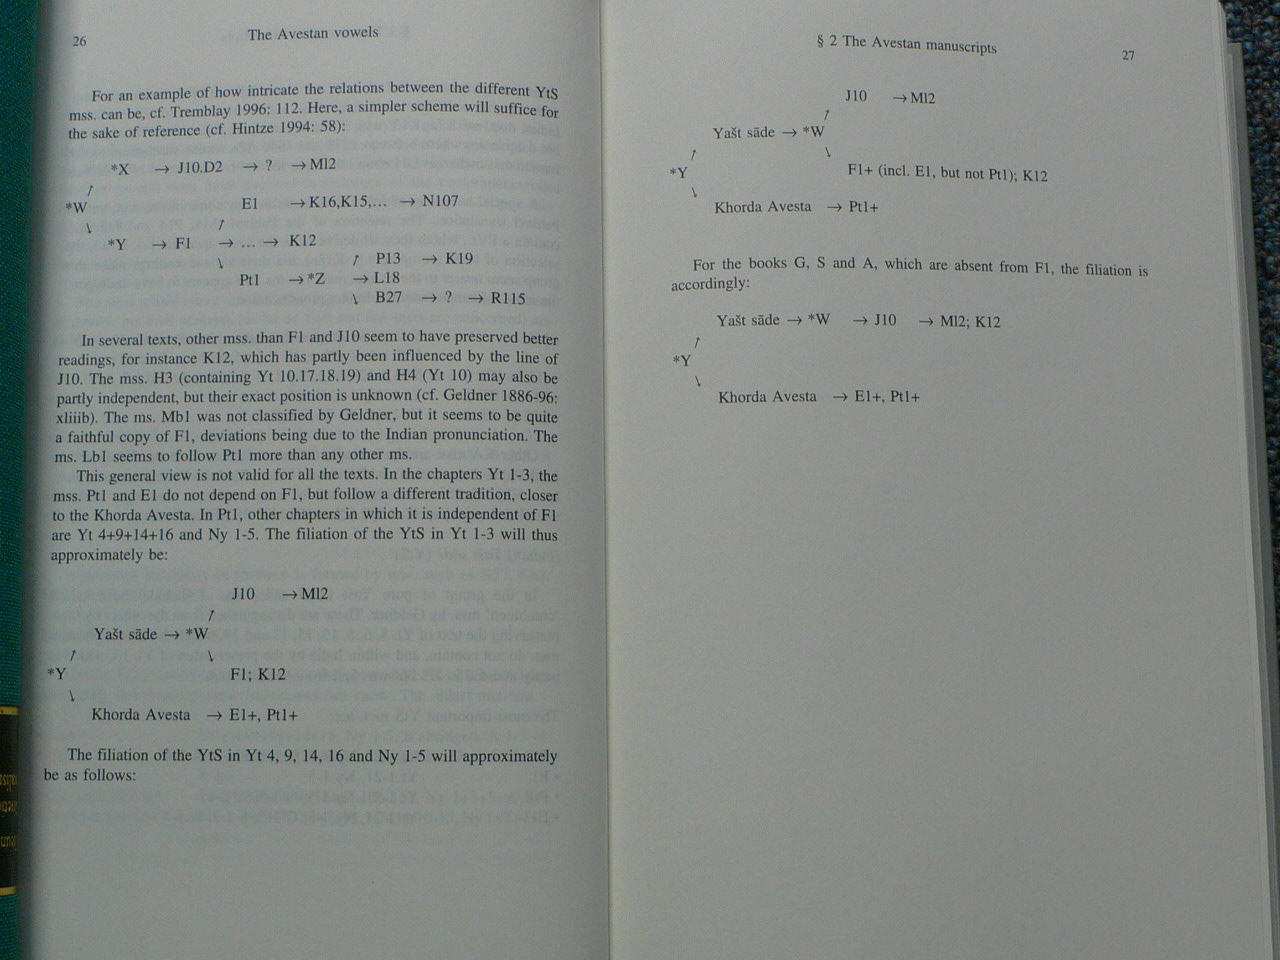 26
The Avestan vowels
For an example of how intricate the relations between the different YtS
mss. can be, cf. Tremblay 1996: 112. Here, a simpler scheme will suffice for
the sake of reference (cf. Hintze 1994: 58):
*X → J10.D2 → ? → Ml2
↗
*W E1 → K16,K15,... → N107
↘ ↗
*Y → F1 → ... → K12
↘ ↗ P13 → K19
Pt1 → *Z → L18
↘ B27 → ? → R115
In several texts, other mss. than F1 and J10 seem to have preserved better
readings, for instance K12, which has partly been influenced by the line of
J10. The mss. H3 (containing Yt 10.17.18.19) and H4 (Yt 10) may also be
partly independent, but their exact position is unknown (cf. Geldner 1886-96:
xliiib). The ms. Mb1 was not classified by Geldner, but it seems to be quite
a faithful copy of F1, deviations being due to the Indian pronunciation. The
ms. Lb1 seems to follow Pt1 more than any other ms.
This general view is not valid for all the texts. In the chapters Yt 1-3, the
mss. Pt1 and E1 do not depend on F1, but follow a different tradition, closer
to the Khorda Avesta. In Pt1, other chapters in which it is independent of F1
are Yt 4+9+14+16 and Ny 1-5. The filiation of the YtS in Yt 1-3 will thus
approximately be:
J10 → Ml2
↗
Yašt sāde → *W
↗ ↘
*Y F1; K12
↘
Khorda Avesta → E1+, Pt1+
The filiation of the YtS in Yt 4, 9, 14, 16 and Ny 1-5 will approximately
be as follows:
§ 2 The Avestan manuscripts
27
J10 → Ml2
↗
Yašt sāde → *W
↗ ↘
*Y F1+ (incl. E1, but not Pt1); K12
↘
Khorda Avesta → Pt1+
For the books G, S and A, which are absent from F1, the filiation is
accordingly:
Yašt sāde → *W → J10 → Ml2; K12
↗
*Y
↘
Khorda Avesta → E1+, Pt1+